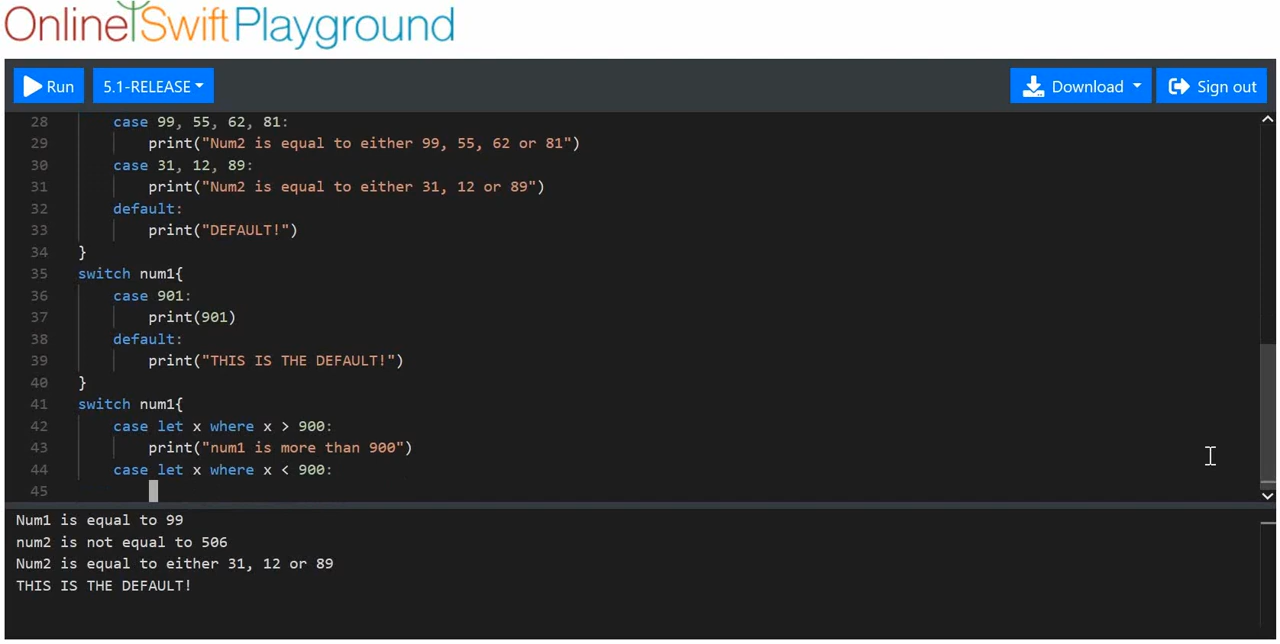 OnlineSwiftPlayground
Run 5.1-RELEASE Download Sign out
28 case 99, 55, 62, 81:
29 print("Num2 is equal to either 99, 55, 62 or 81")
30 case 31, 12, 89:
31 print("Num2 is equal to either 31, 12 or 89")
32 default:
33 print("DEFAULT!")
34 }
35 switch num1{
36 case 901:
37 print(901)
38 default:
39 print("THIS IS THE DEFAULT!")
40 }
41 switch num1{
42 case let x where x > 900:
43 print("num1 is more than 900")
44 case let x where x < 900:
45
Num1 is equal to 99
num2 is not equal to 506
Num2 is equal to either 31, 12 or 89
THIS IS THE DEFAULT!